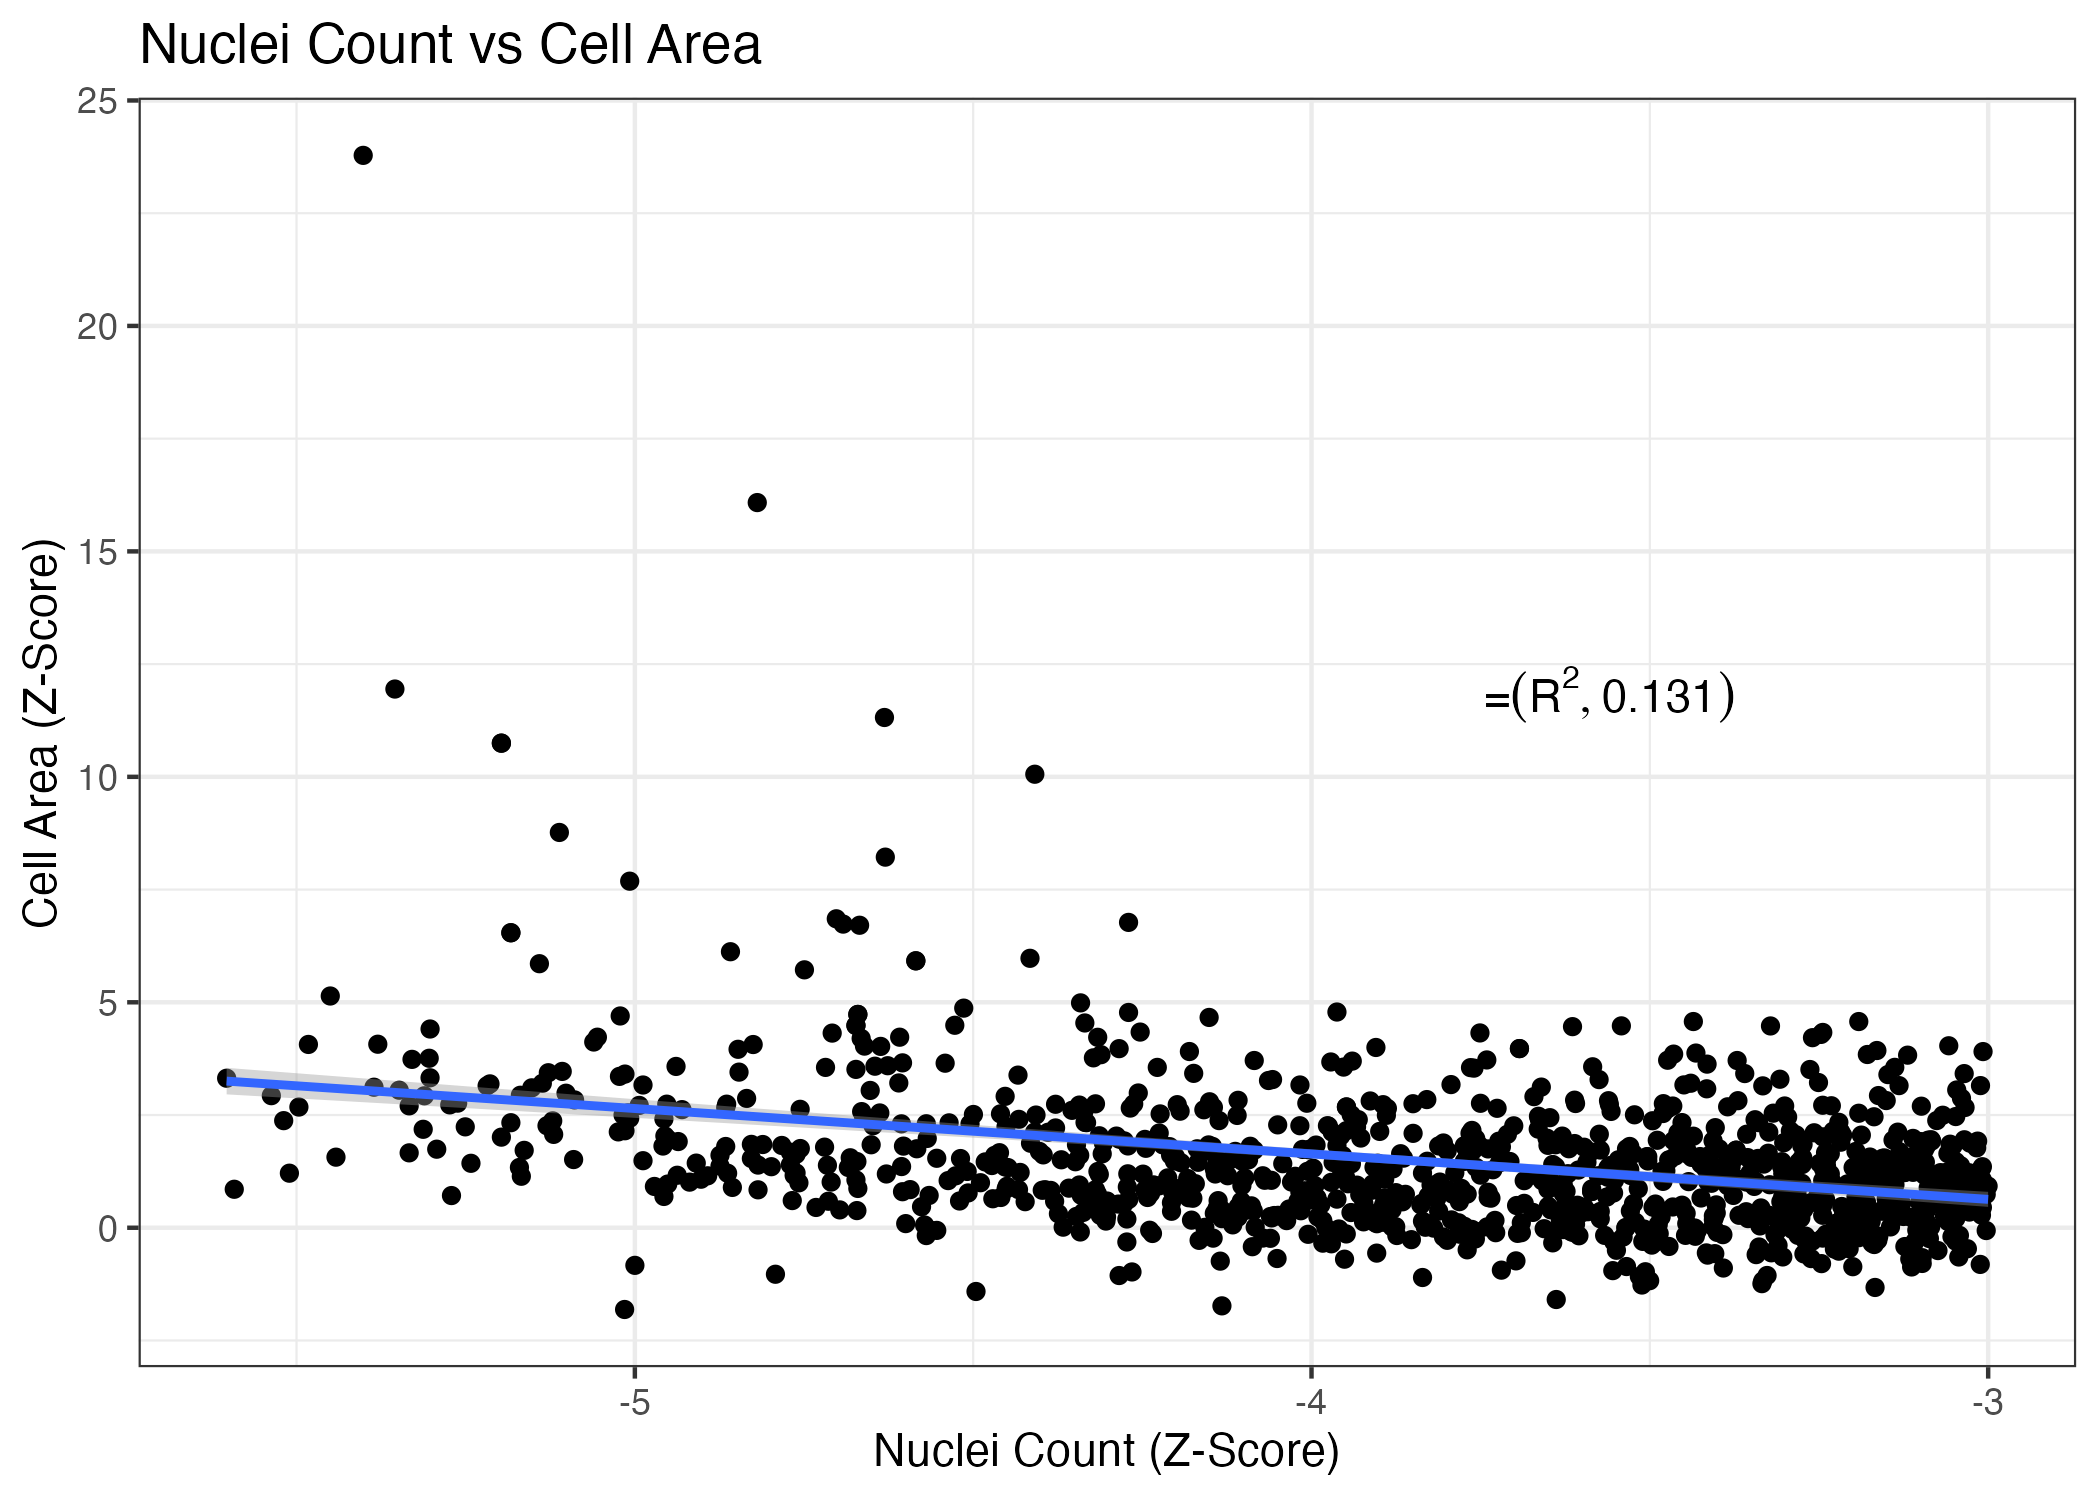 Nuclei Count vs Cell Area
25
20
15
10
5
0
Cell Area (Z-Score)
=(R², 0.131)
-5
-4
-3
Nuclei Count (Z-Score)